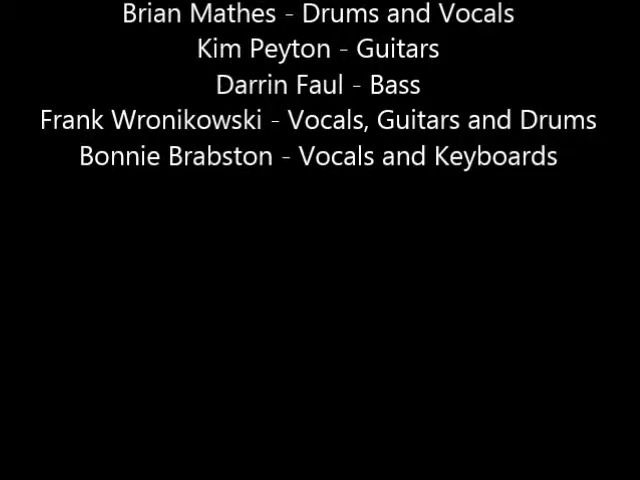 Brian Mathes - Drums and Vocals
Kim Peyton - Guitars
Darrin Faul - Bass
Frank Wronikowski - Vocals, Guitars and Drums
Bonnie Brabston - Vocals and Keyboards